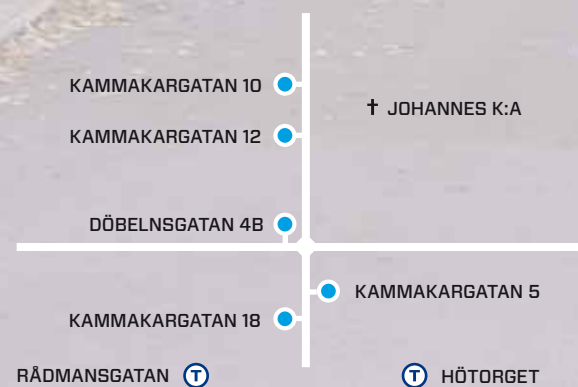 KAMMAKARGATAN 10
✝ JOHANNES K:A
KAMMAKARGATAN 12
DÖBELNSGATAN 4B
KAMMAKARGATAN 5
KAMMAKARGATAN 18
RÅDMANSGATAN T
T HÖTORGET